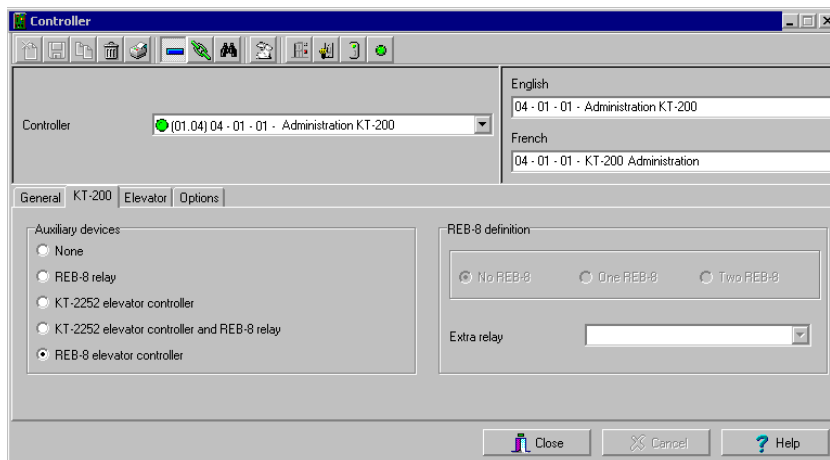 Controller
English
04 - 01 - 01 - Administration KT-200
Controller
(01.04) 04 - 01 - 01 - Administration KT-200
French
04 - 01 - 01 - KT-200 Administration
General KT-200 Elevator Options
Auxiliary devices
None
REB-8 relay
KT-2252 elevator controller
KT-2252 elevator controller and REB-8 relay
REB-8 elevator controller
REB-8 definition
No REB-8 One REB-8 Two REB-8
Extra relay
Close Cancel Help